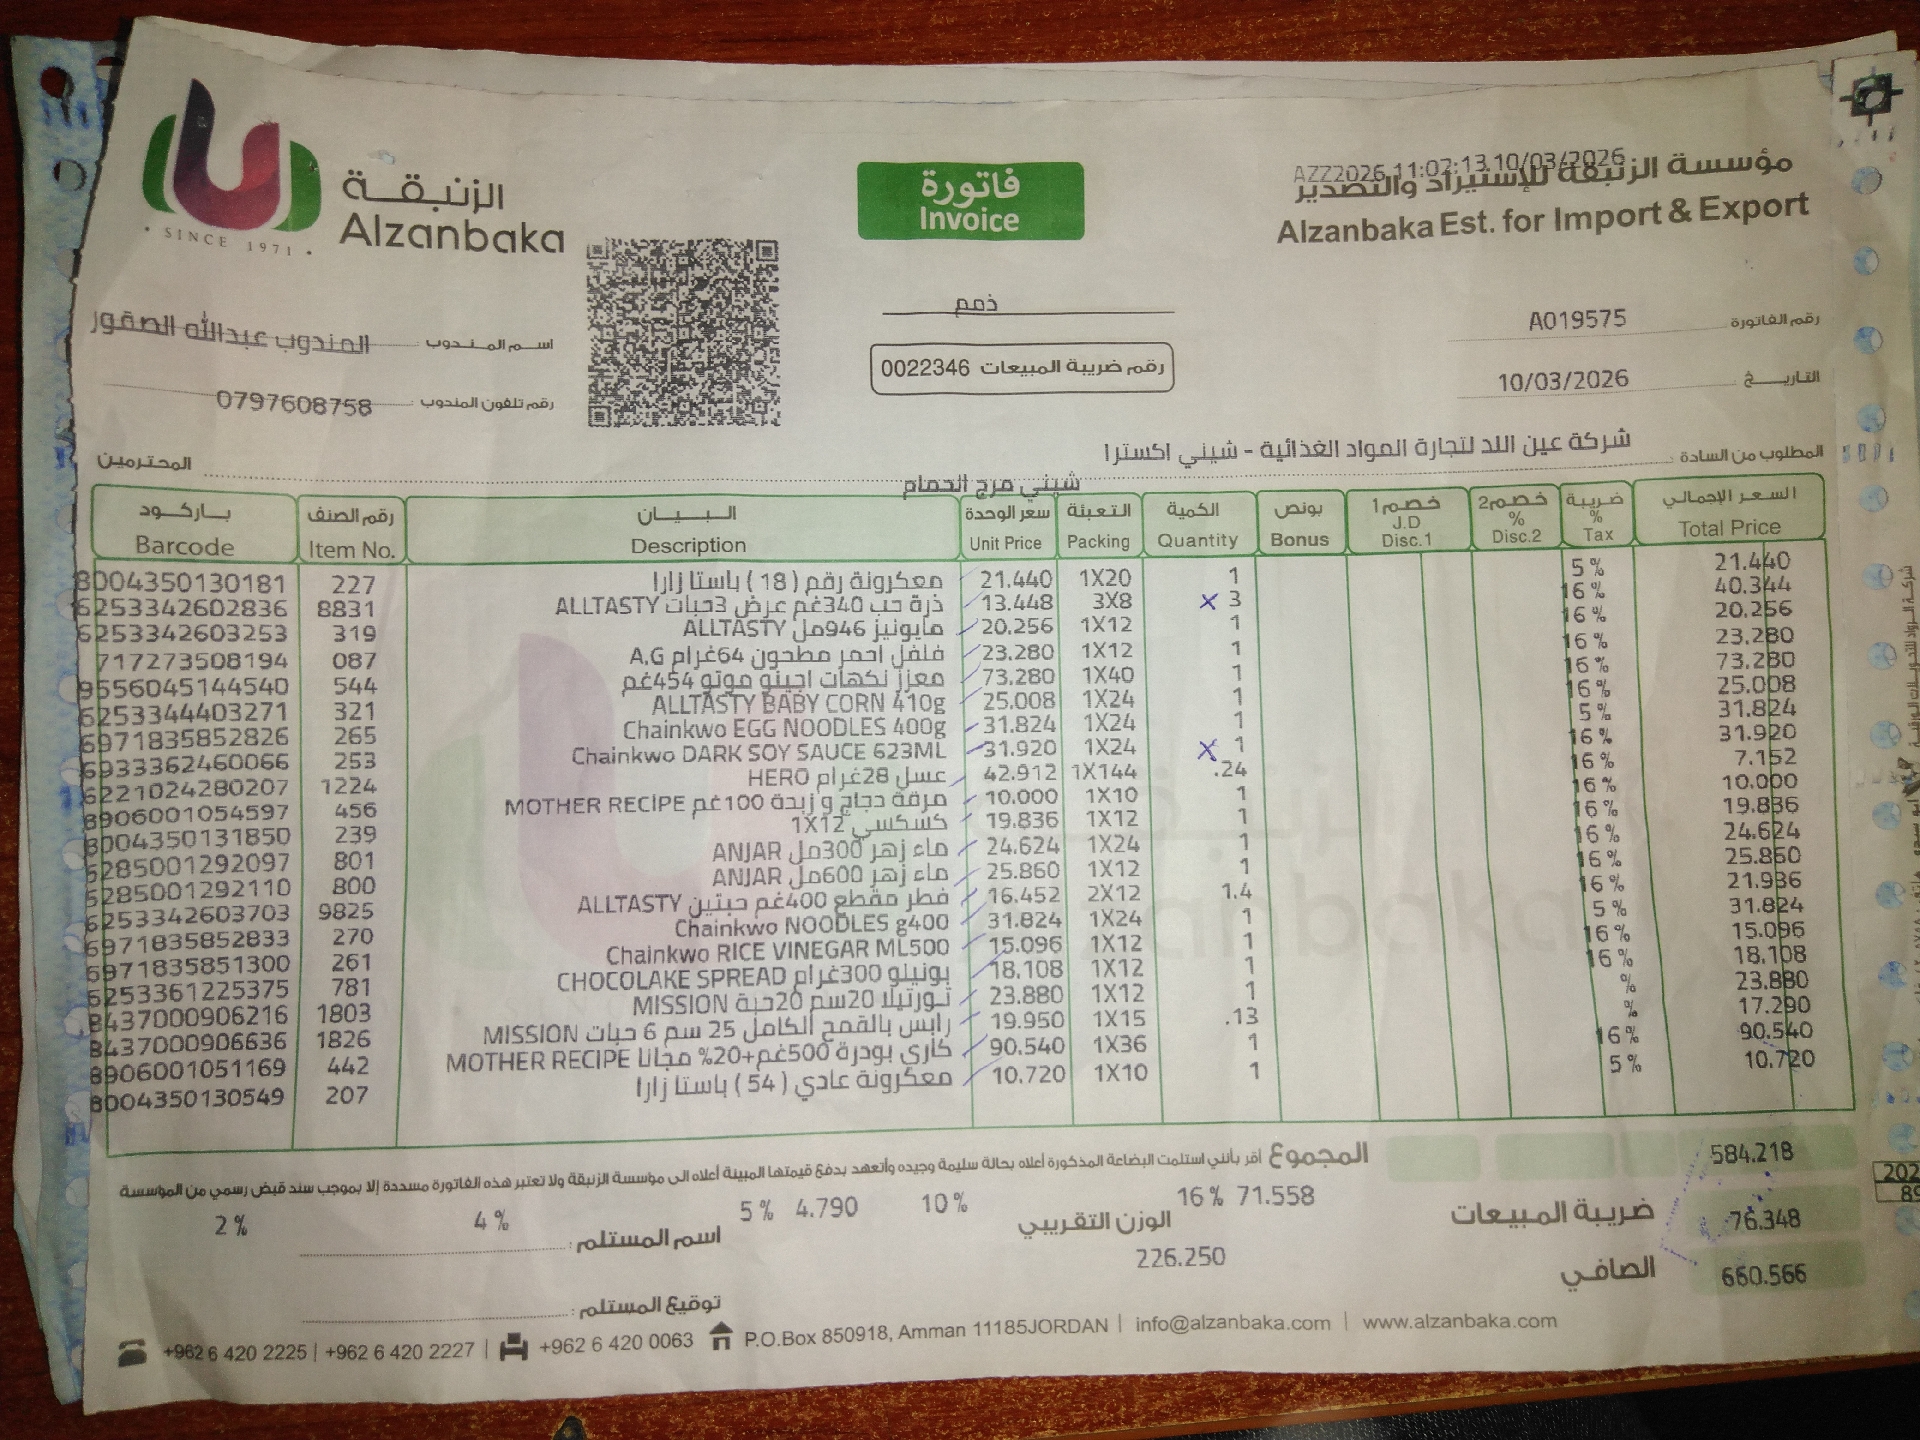 الزنبقة
Alzanbaka
SINCE 1971
فاتورة
Invoice
AZZ2026 11:02:13 10/03/2026
مؤسسة الزنبقة للإستيراد والتصدير
Alzanbaka Est. for Import & Export
ذمم
رقم الفاتورة A019575
اسم المندوب المندوب عبدالله الصقور
رقم ضريبة المبيعات 0022346
التاريخ 10/03/2026
رقم تلفون المندوب 0797608758
المطلوب من السادة شركة عين اللد لتجارة المواد الغذائية - شيني اكسترا المحترمين
شيني مرج الحمام
باركود رقم الصنف البيان سعر الوحدة التعبئة الكمية بونص خصم1 خصم2 ضريبة السعر الإجمالي
Barcode Item No. Description Unit Price Packing Quantity Bonus J.D Disc.1 % Disc.2 % Tax Total Price
8004350130181 227 معكرونة رقم (18) باستا زارا 21.440 1X20 1 5% 21.440
6253342602836 8831 ذرة حب 340غم عرض 3حبات ALLTASTY 13.448 3X8 X 3 16% 40.344
6253342603253 319 مايونيز 946مل ALLTASTY 20.256 1X12 1 16% 20.256
717273508194 087 فلفل احمر مطحون 64غرام A,G 23.280 1X12 1 16% 23.280
9556045144540 544 معزز نكهات اجينو موتو 454غم 73.280 1X40 1 16% 73.280
6253344403271 321 ALLTASTY BABY CORN 410g 25.008 1X24 1 16% 25.008
6971835852826 265 Chainkwo EGG NOODLES 400g 31.824 1X24 1 5% 31.824
6933362460066 253 Chainkwo DARK SOY SAUCE 623ML 31.920 1X24 X 1 16% 31.920
6221024280207 1224 عسل 28غرام HERO 42.912 1X144 .24 16% 7.152
8906001054597 456 مرقة دجاج و زبدة 100غم MOTHER RECIPE 10.000 1X10 1 16% 10.000
8004350131850 239 كسكسي 1X12 19.836 1X12 1 16% 19.836
5285001292097 801 ماء زهر 300مل ANJAR 24.624 1X24 1 16% 24.624
5285001292110 800 ماء زهر 600مل ANJAR 25.860 1X12 1 16% 25.860
6253342603703 9825 فطر مقطع 400غم حبتين ALLTASTY 16.452 2X12 1.4 16% 21.936
6971835852833 270 Chainkwo NOODLES g400 31.824 1X24 1 5% 31.824
6971835851300 261 Chainkwo RICE VINEGAR ML500 15.096 1X12 1 16% 15.096
6253361225375 781 يونيلو 300غرام CHOCOLAKE SPREAD 18.108 1X12 1 16% 18.108
8437000906216 1803 تورتيلا 20سم 20حبة MISSION 23.880 1X12 1 % 23.880
8437000906636 1826 رابس بالقمح الكامل 25 سم 6 حبات MISSION 19.950 1X15 .13 % 17.290
8906001051169 442 كاري بودرة 500غم+20% مجانا MOTHER RECIPE 90.540 1X36 1 16% 90.540
8004350130549 207 معكرونة عادي (54) باستا زارا 10.720 1X10 1 5% 10.720
المجموع 584.218
أقر بأنني استلمت البضاعة المذكورة أعلاه بحالة سليمة وجيده وأتعهد بدفع قيمتها المبينة أعلاه الى مؤسسة الزنبقة ولا تعتبر هذه الفاتورة مسددة إلا بموجب سند قبض رسمي من المؤسسة
2% 4% 5% 4.790 10% 16% 71.558
ضريبة المبيعات 76.348
اسم المستلم :
الوزن التقريبي
226.250
الصافي 660.566
توقيع المستلم :
+962 6 420 2225 | +962 6 420 2227 | +962 6 420 0063 P.O.Box 850918, Amman 11185JORDAN | info@alzanbaka.com | www.alzanbaka.com